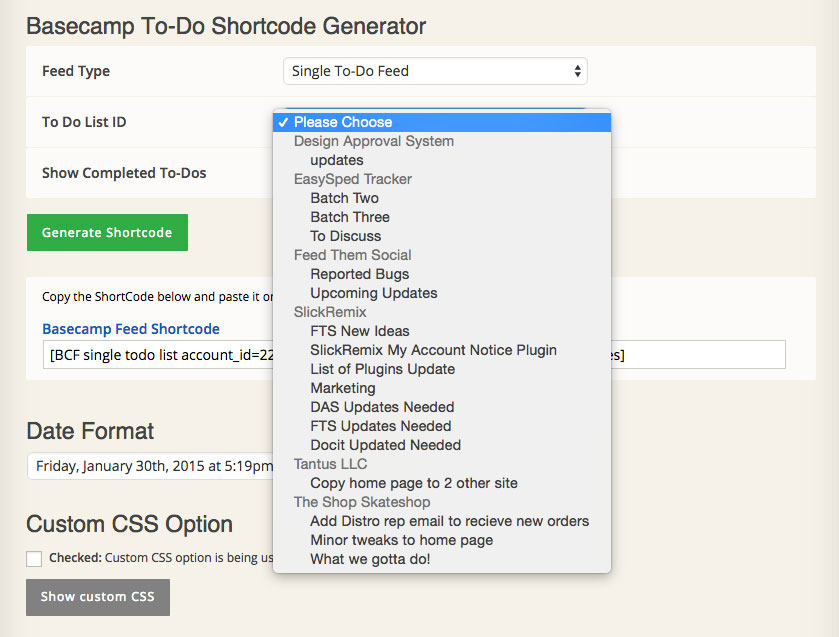 Basecamp To-Do Shortcode Generator
Feed Type
Single To-Do Feed
To Do List ID
✓ Please Choose
Design Approval System
updates
EasySped Tracker
Batch Two
Batch Three
To Discuss
Feed Them Social
Reported Bugs
Upcoming Updates
SlickRemix
FTS New Ideas
SlickRemix My Account Notice Plugin
List of Plugins Update
Marketing
DAS Updates Needed
FTS Updates Needed
Docit Updated Needed
Tantus LLC
Copy home page to 2 other site
The Shop Skateshop
Add Distro rep email to recieve new orders
Minor tweaks to home page
What we gotta do!
Show Completed To-Dos
Generate Shortcode
Copy the ShortCode below and paste it
Basecamp Feed Shortcode
[BCF single todo list account_id=22
Date Format
Friday, January 30th, 2015 at 5:19pm
Custom CSS Option
Checked: Custom CSS option is being
Show custom CSS